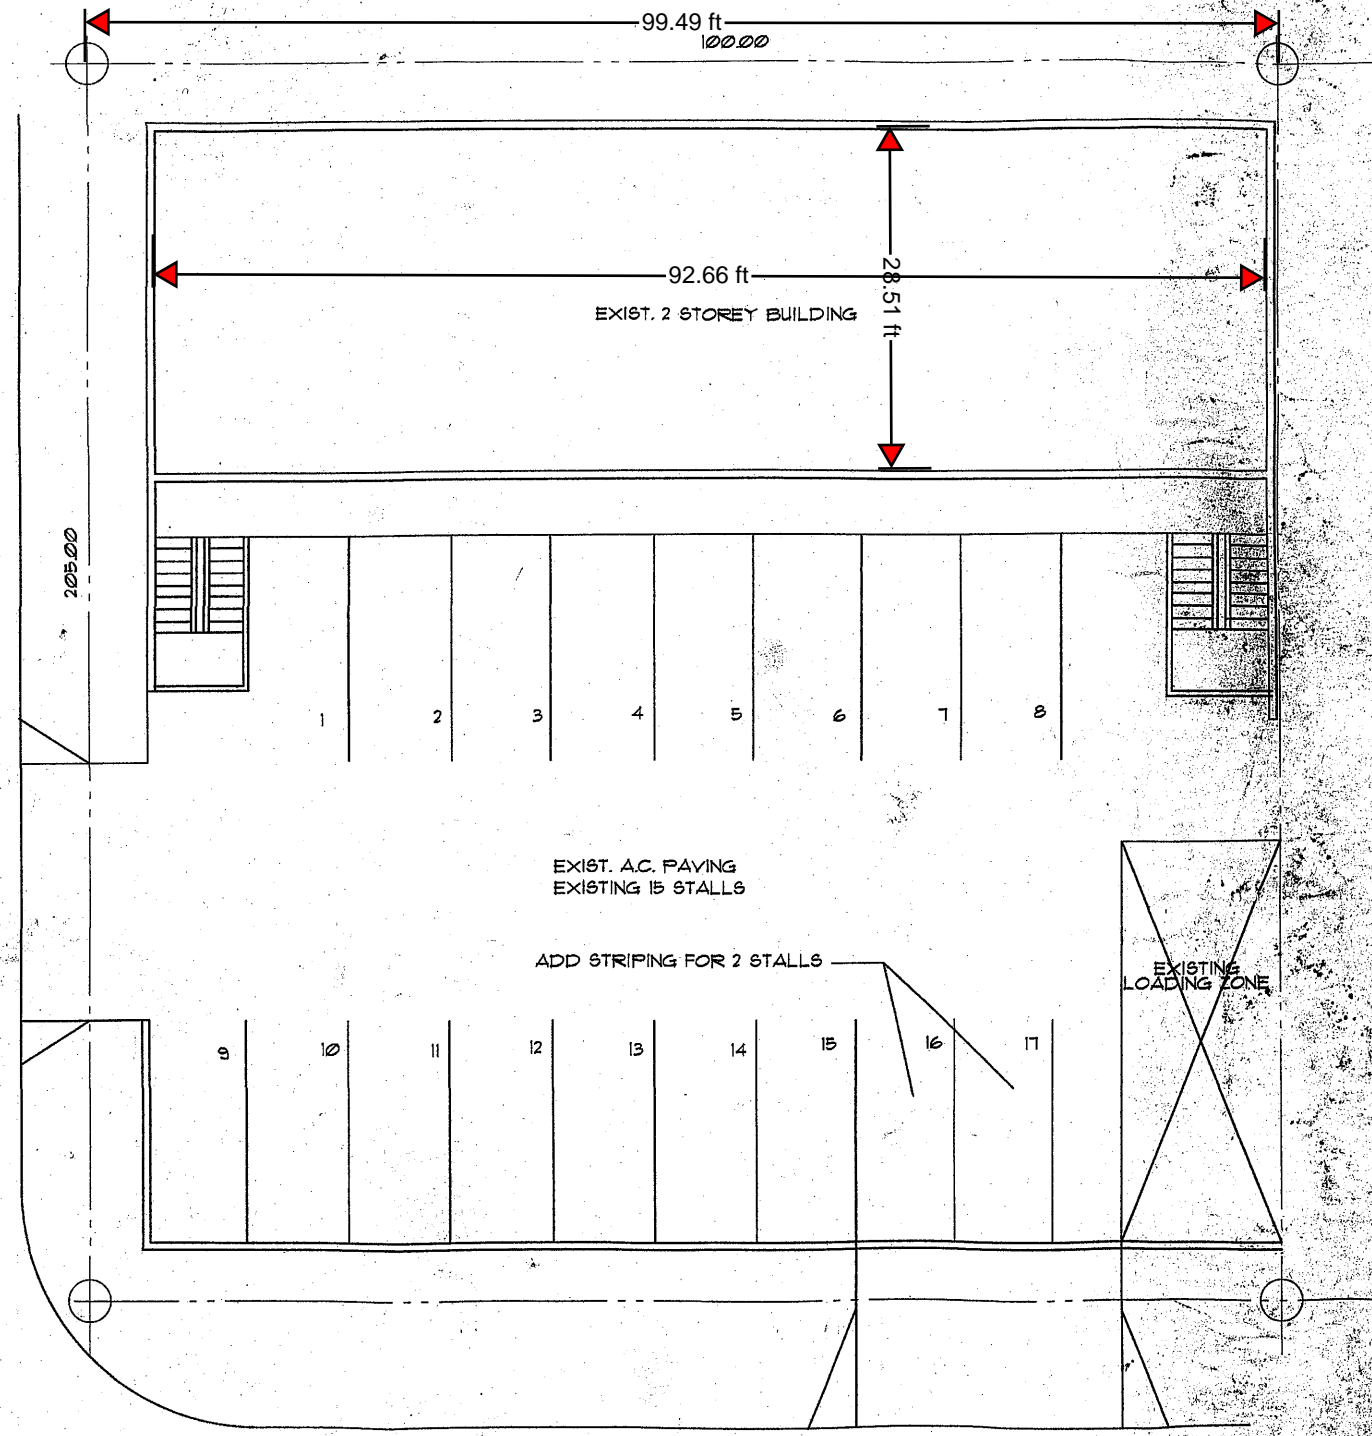 99.49 ft
100.00
92.66 ft
28.51 ft
EXIST. 2 STOREY BUILDING
205.00
1
2
3
4
5
6
7
8
EXIST. A.C. PAVING
EXISTING 15 STALLS
ADD STRIPING FOR 2 STALLS
EXISTING
LOADING ZONE
9
10
11
12
13
14
15
16
17